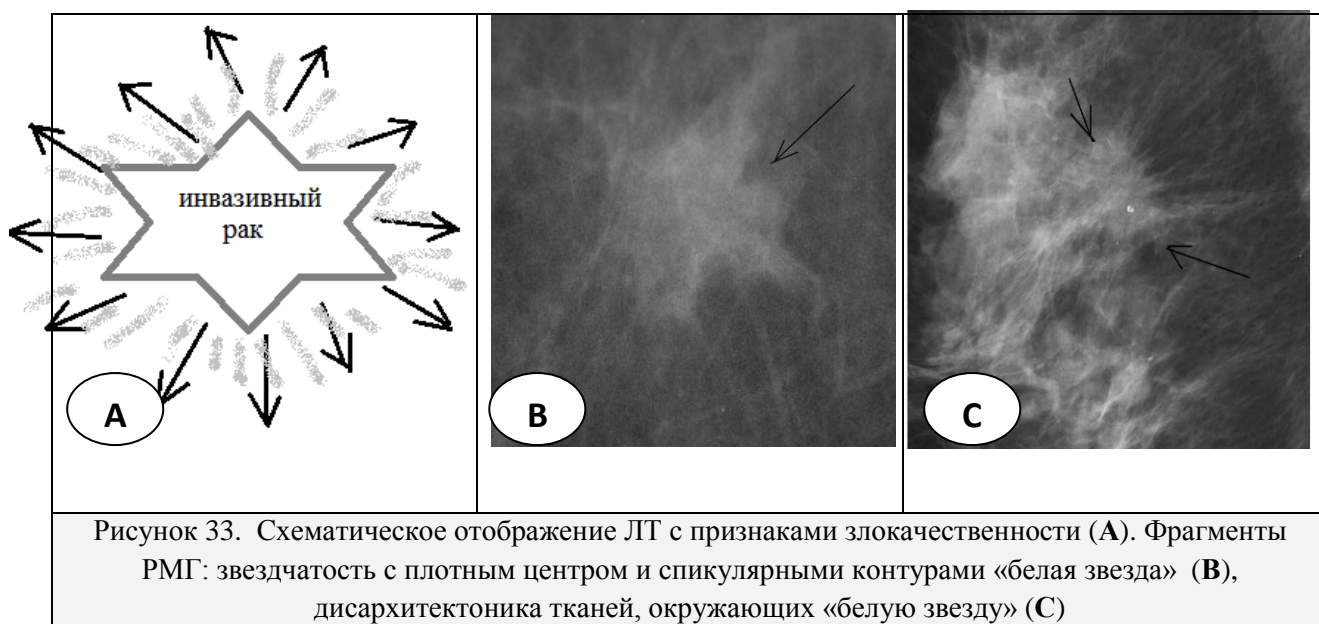 инвазивный
рак
A
B
C
Рисунок 33. Схематическое отображение ЛТ с признаками злокачественности (A). Фрагменты
РМГ: звездчатость с плотным центром и спикулярными контурами «белая звезда» (B),
дисархитектоника тканей, окружающих «белую звезду» (C)